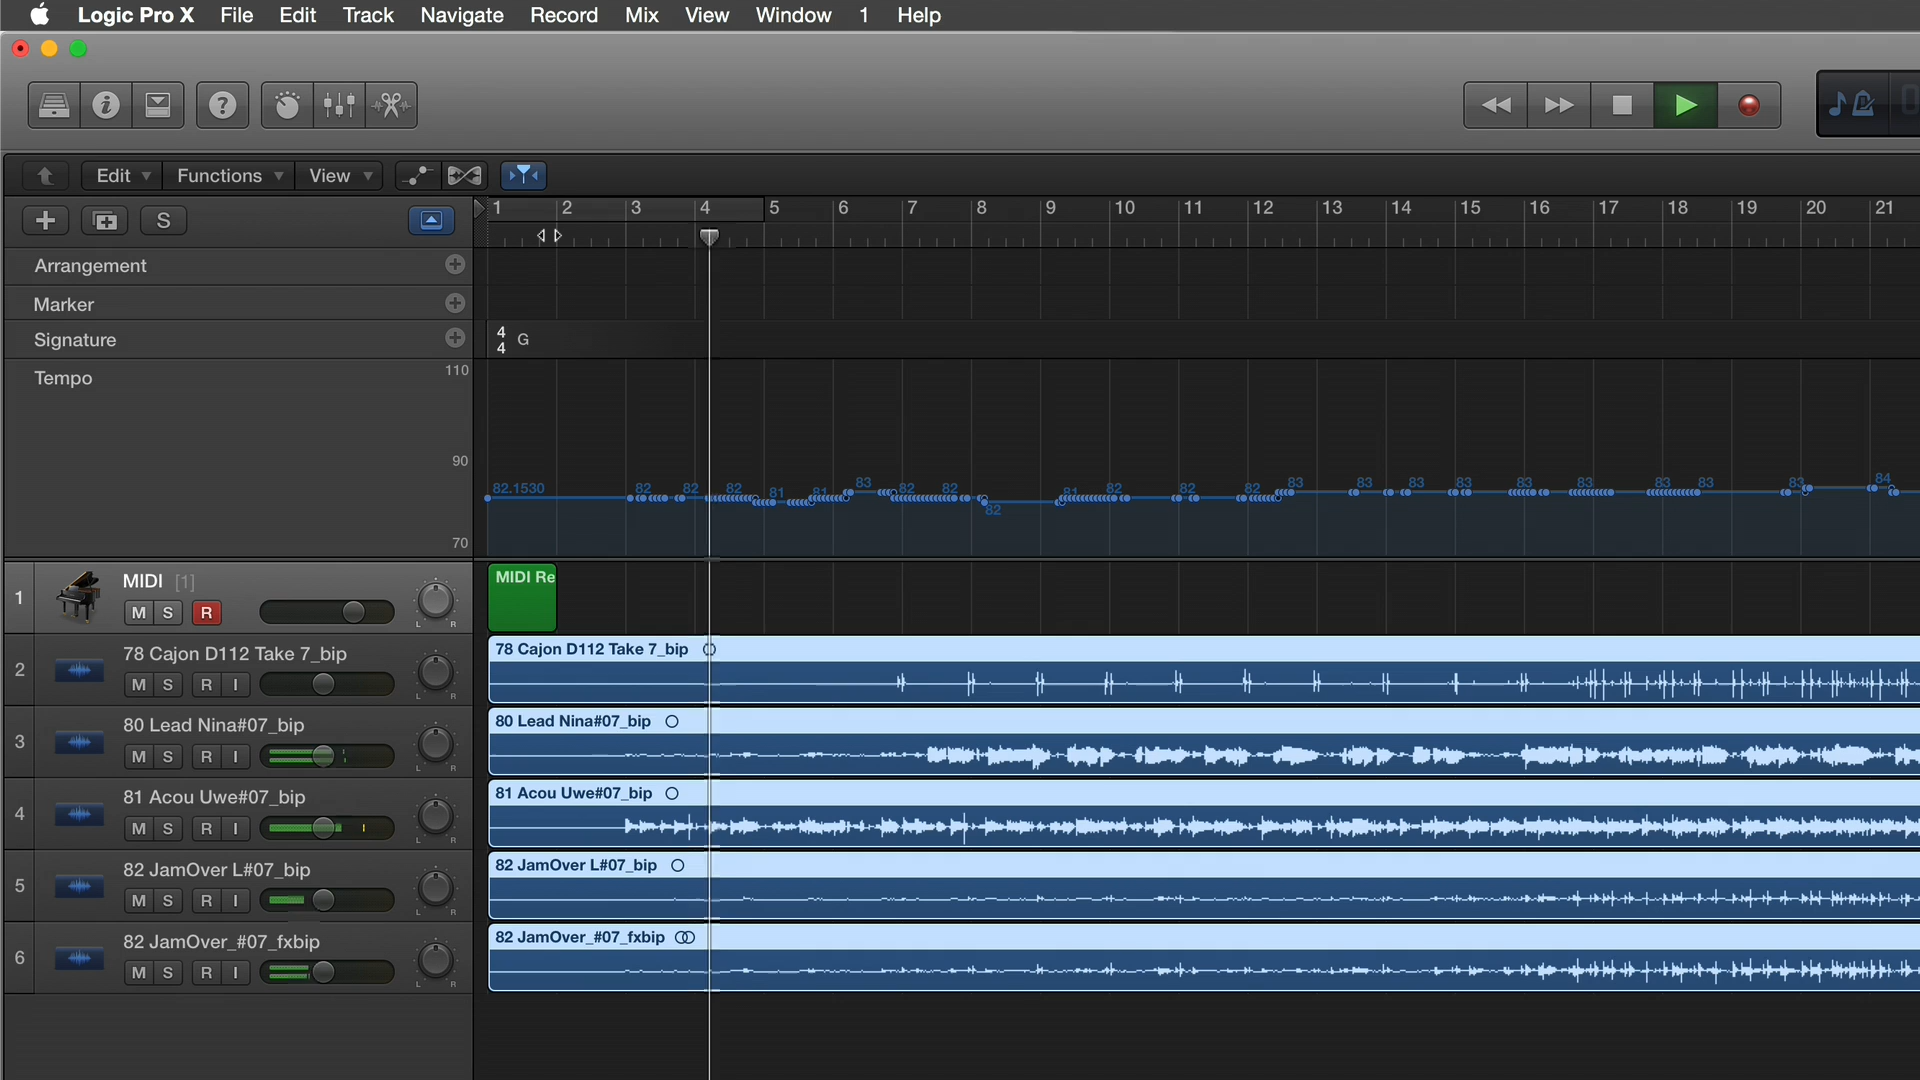 Logic Pro X File Edit Track Navigate Record Mix View Window 1 Help
Edit Functions View
S
1 2 3 4 5 6 7 8 9 10 11 12 13 14 15 16 17 18 19 20 21
Arrangement
Marker
Signature
4
4
G
Tempo
110
90
70
82.1530 82 82 82 81 81 83 82 82 82 81 82 82 82 83 83 83 83 83 83 83 83 83 84
1 MIDI [1]
M S R
L R
MIDI Re
2 78 Cajon D112 Take 7_bip
M S R I
L R
78 Cajon D112 Take 7_bip
3 80 Lead Nina#07_bip
M S R I
L R
80 Lead Nina#07_bip
4 81 Acou Uwe#07_bip
M S R I
L R
81 Acou Uwe#07_bip
5 82 JamOver L#07_bip
M S R I
L R
82 JamOver L#07_bip
6 82 JamOver_#07_fxbip
M S R I
L R
82 JamOver_#07_fxbip